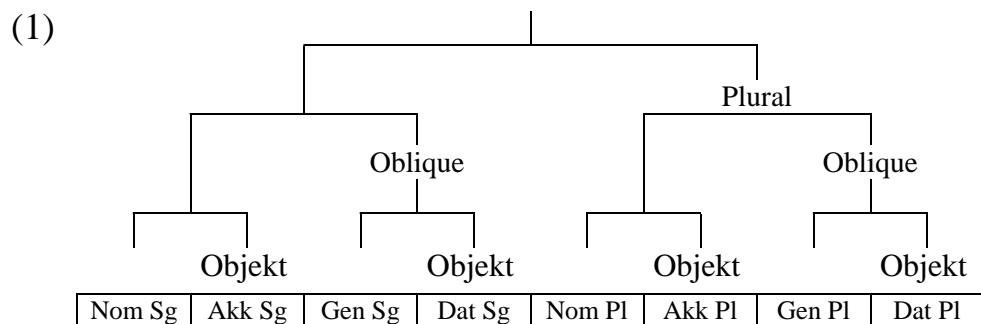 (1)
Plural
Oblique Oblique
Objekt Objekt Objekt Objekt
Nom Sg Akk Sg Gen Sg Dat Sg Nom Pl Akk Pl Gen Pl Dat Pl